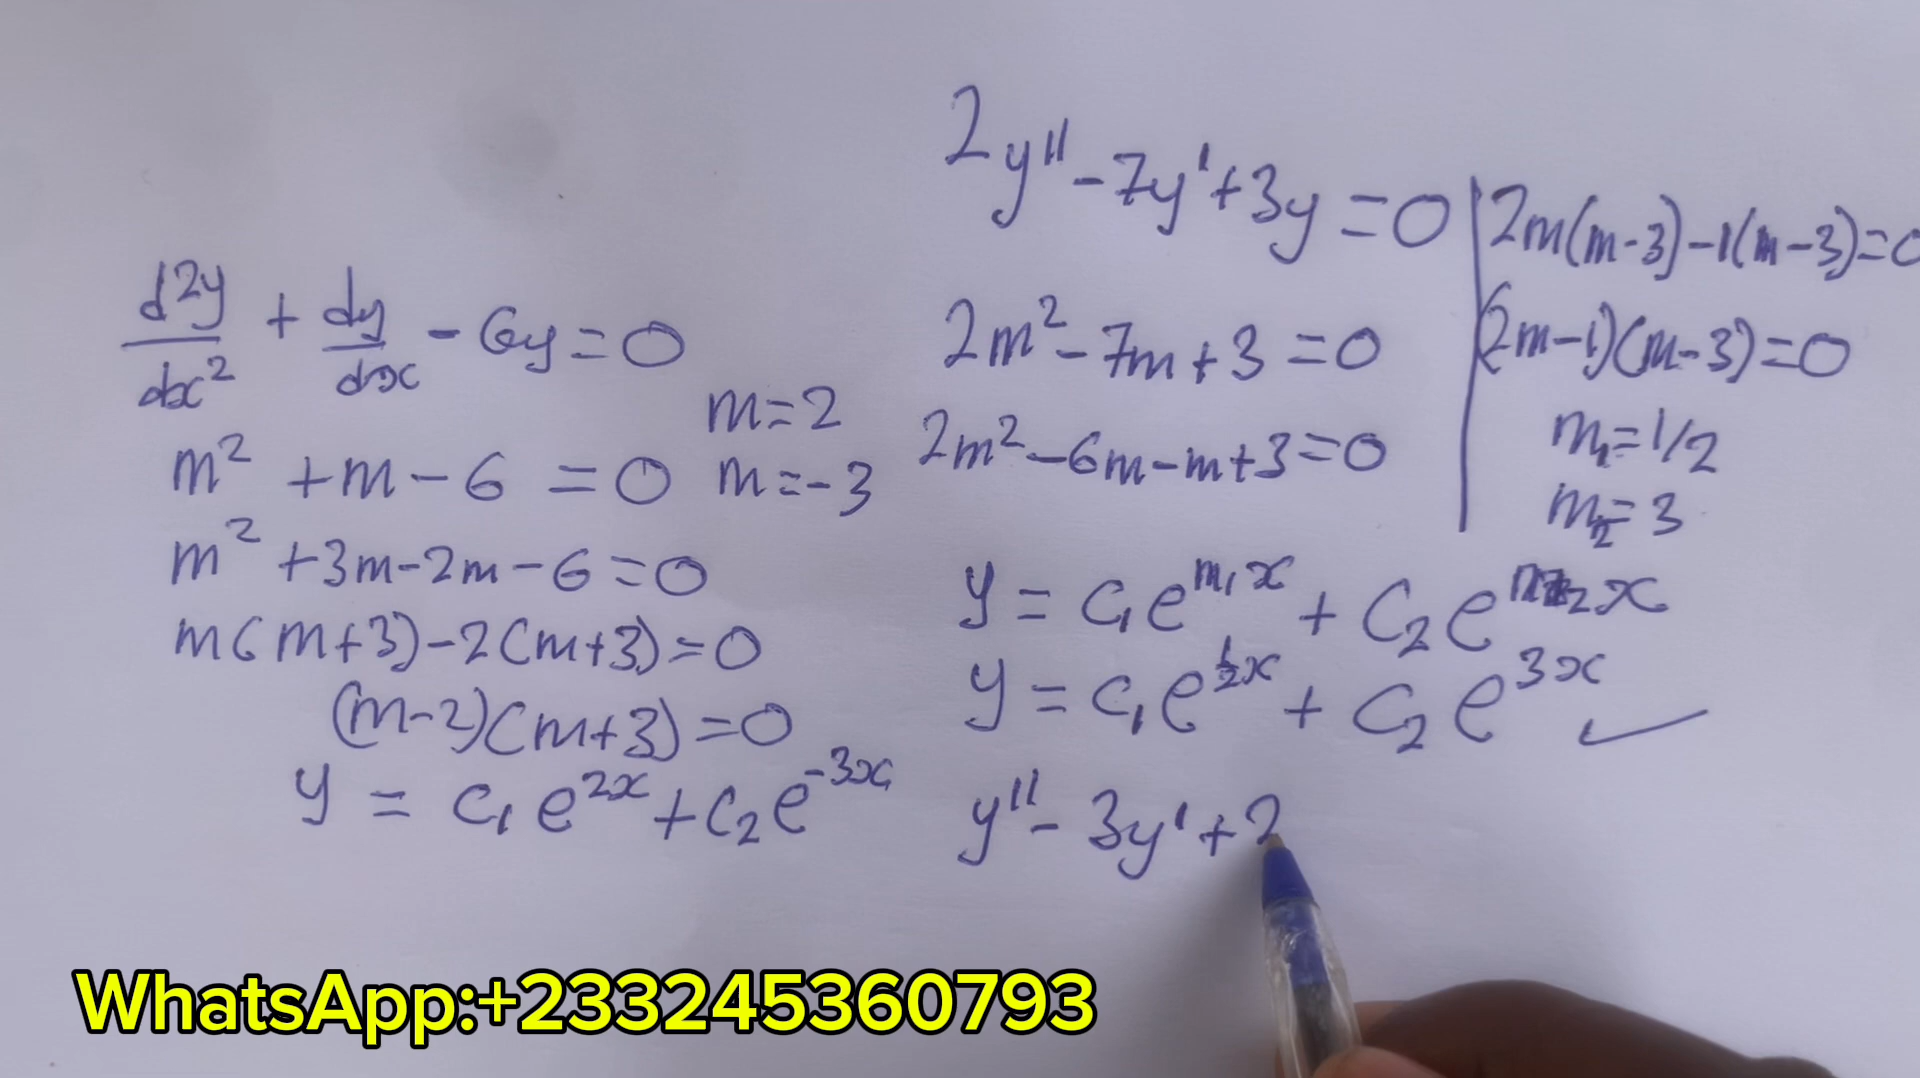 d²y/dx² + dy/dx - 6y = 0
m² + m - 6 = 0
m² + 3m - 2m - 6 = 0
m(m+3) - 2(m+3) = 0
(m-2)(m+3) = 0
m = 2
m = -3
y = c₁e^2x + c₂e^-3x
2y'' - 7y' + 3y = 0
2m² - 7m + 3 = 0
2m² - 6m - m + 3 = 0
2m(m-3) - 1(m-3) = 0
(2m-1)(m-3) = 0
m₁ = 1/2
m₂ = 3
y = c₁e^m₁x + c₂e^m₂x
y = c₁e^½x + c₂e^3x ✓
y'' - 3y' + 2
WhatsApp:+233245360793